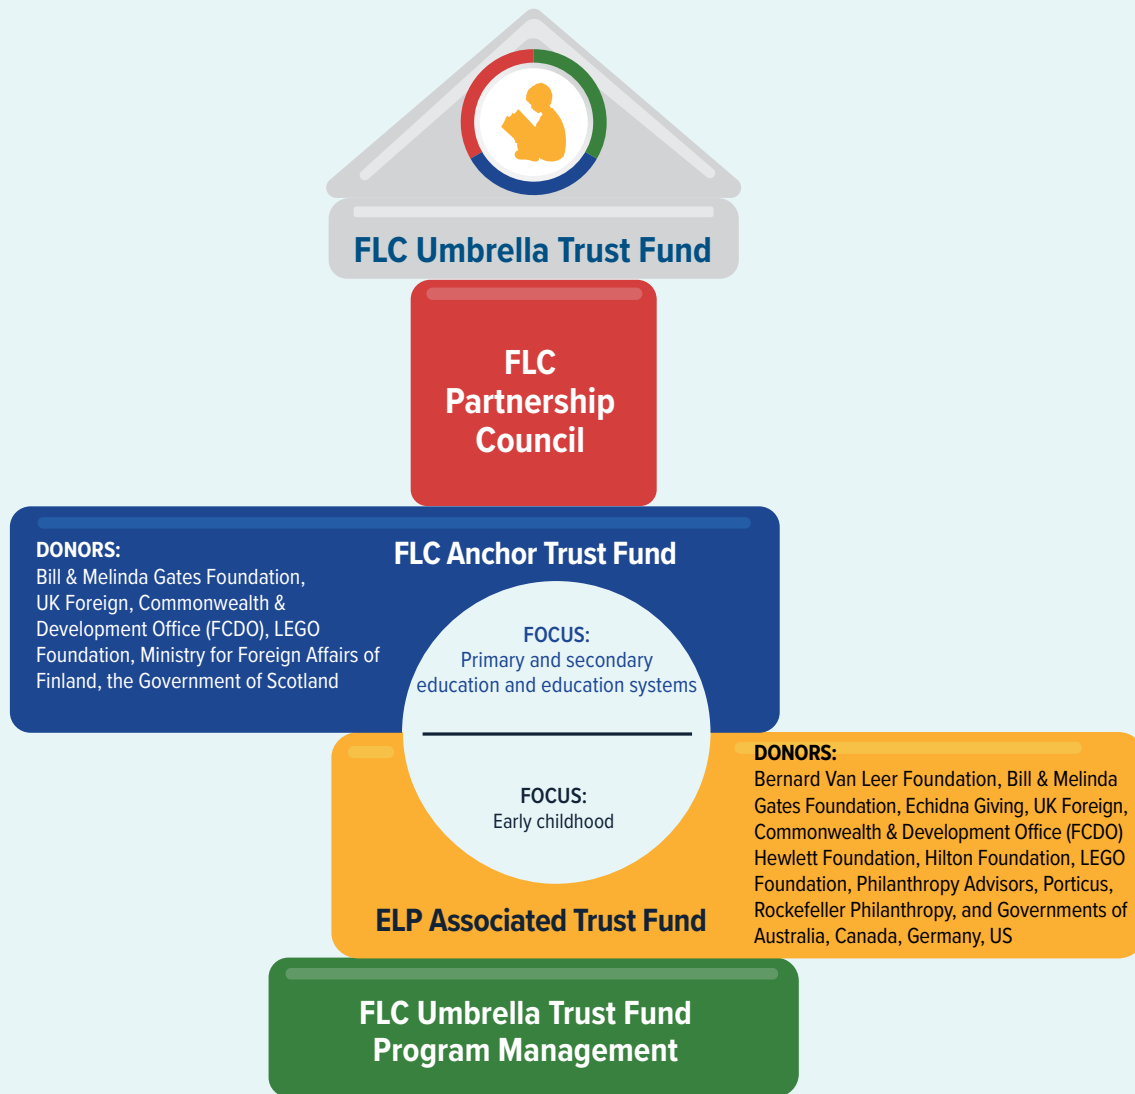 FLC Umbrella Trust Fund
FLC
Partnership
Council
FLC Anchor Trust Fund
DONORS:
Bill & Melinda Gates Foundation,
UK Foreign, Commonwealth &
Development Office (FCDO), LEGO
Foundation, Ministry for Foreign Affairs of
Finland, the Government of Scotland
FOCUS:
Primary and secondary
education and education systems
FOCUS:
Early childhood
DONORS:
Bernard Van Leer Foundation, Bill & Melinda
Gates Foundation, Echidna Giving, UK Foreign,
Commonwealth & Development Office (FCDO)
Hewlett Foundation, Hilton Foundation, LEGO
Foundation, Philanthropy Advisors, Porticus,
Rockefeller Philanthropy, and Governments of
Australia, Canada, Germany, US
ELP Associated Trust Fund
FLC Umbrella Trust Fund
Program Management